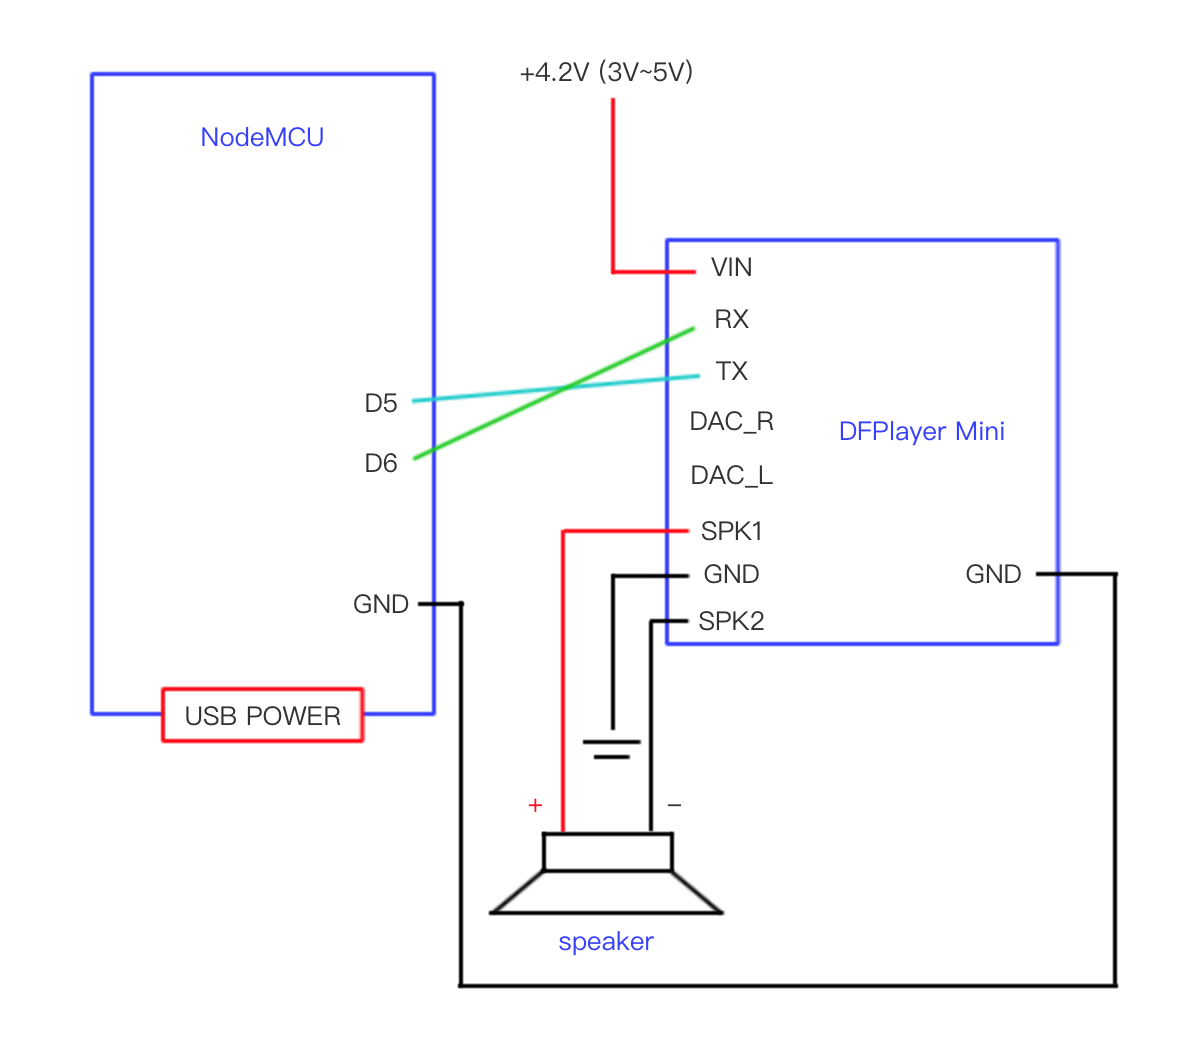 +4.2V (3V~5V)
NodeMCU
VIN
RX
TX
D5
DAC_R
DFPlayer Mini
D6
DAC_L
SPK1
GND
GND
GND
SPK2
USB POWER
+
−
speaker